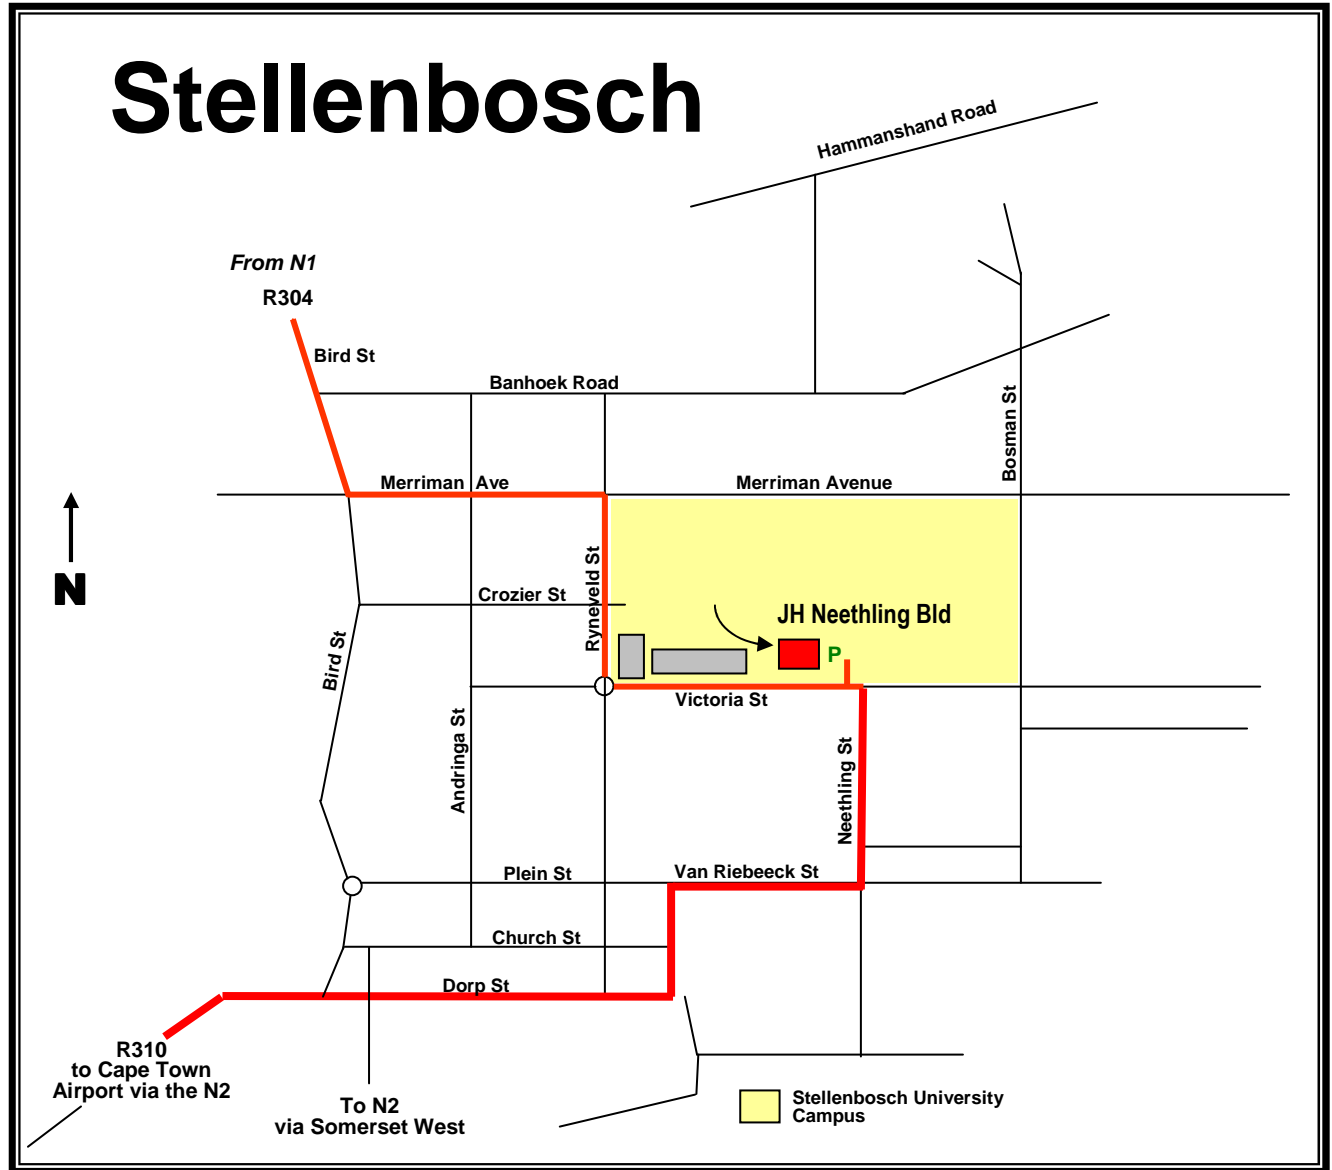 Stellenbosch
Hammanshand Road
From N1
R304
Bird St
Banhoek Road
Bosman St
Merriman Ave
Merriman Avenue
N
Ryneveld St
Crozier St
JH Neethling Bld
P
Bird St
Victoria St
Andringa St
Neethling St
Plein St
Van Riebeeck St
Church St
Dorp St
R310
to Cape Town
Airport via the N2
To N2
via Somerset West
Stellenbosch University
Campus